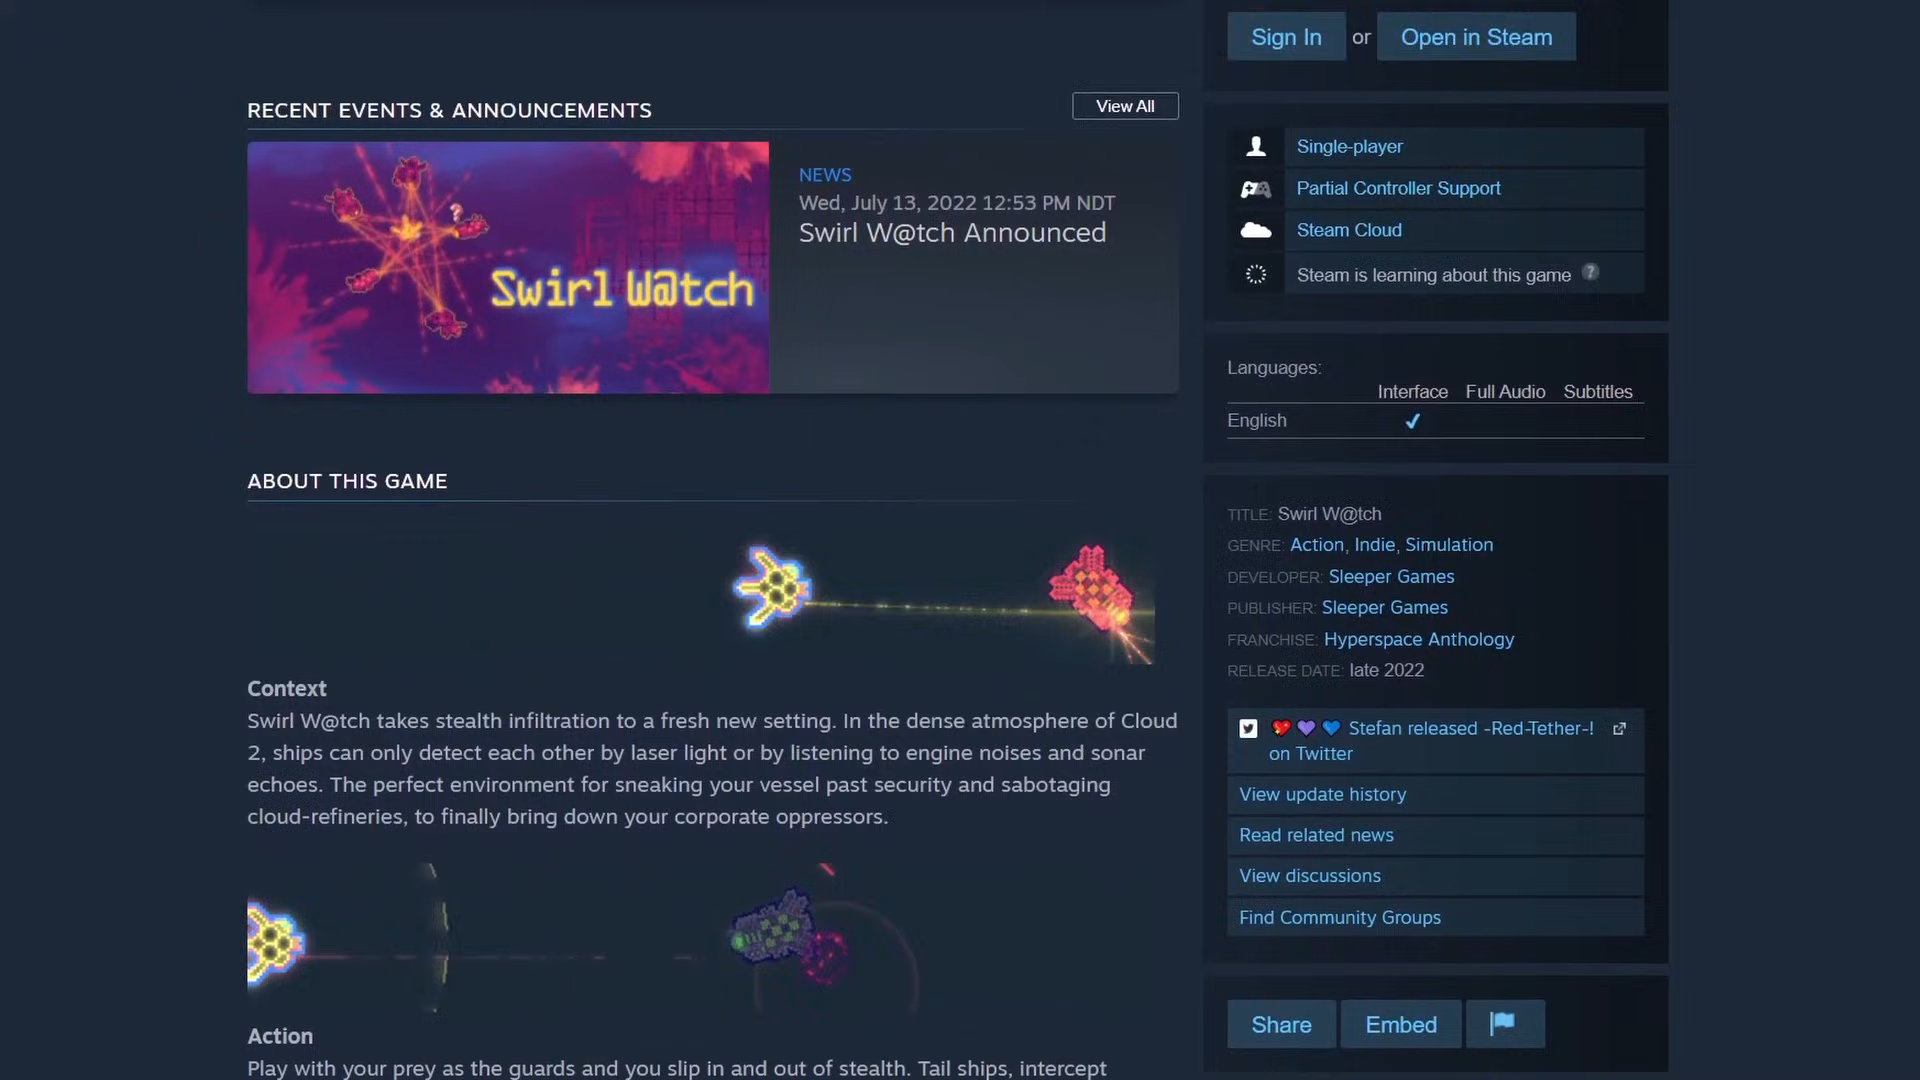 Sign In or Open in Steam
RECENT EVENTS & ANNOUNCEMENTS
View All
Swirl W@tch
NEWS
Wed, July 13, 2022 12:53 PM NDT
Swirl W@tch Announced
Single-player
Partial Controller Support
Steam Cloud
Steam is learning about this game ?
Languages:
Interface Full Audio Subtitles
English ✔
ABOUT THIS GAME
Context
Swirl W@tch takes stealth infiltration to a fresh new setting. In the dense atmosphere of Cloud
2, ships can only detect each other by laser light or by listening to engine noises and sonar
echoes. The perfect environment for sneaking your vessel past security and sabotaging
cloud-refineries, to finally bring down your corporate oppressors.
Action
Play with your prey as the guards and you slip in and out of stealth. Tail ships, intercept
TITLE: Swirl W@tch
GENRE: Action, Indie, Simulation
DEVELOPER: Sleeper Games
PUBLISHER: Sleeper Games
FRANCHISE: Hyperspace Anthology
RELEASE DATE: late 2022
💖💜💙 Stefan released -Red-Tether-!
on Twitter
View update history
Read related news
View discussions
Find Community Groups
Share Embed